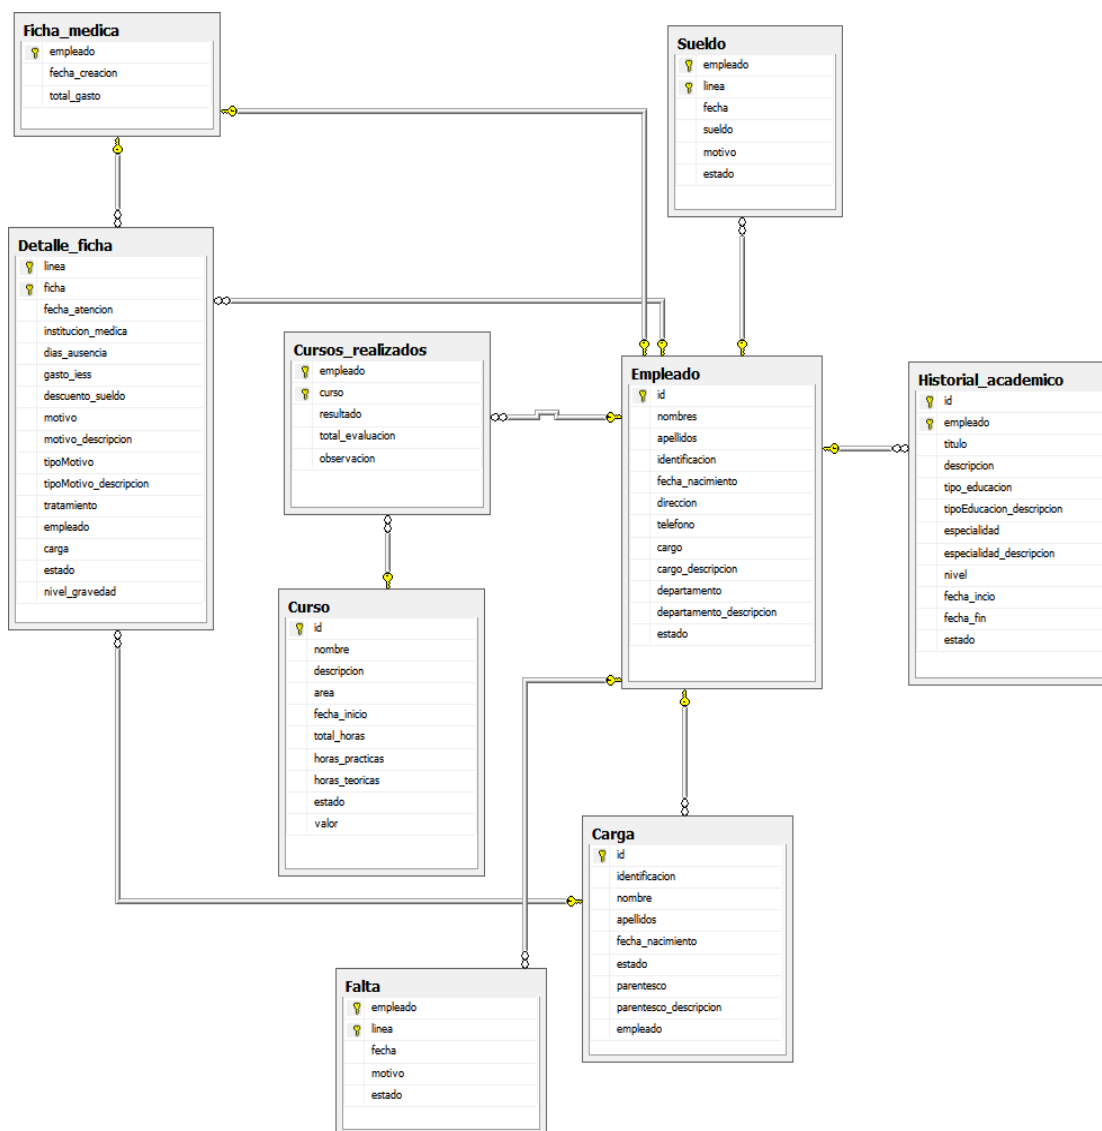 Ficha_medica
empleado
fecha_creacion
total_gasto
Sueldo
empleado
linea
fecha
sueldo
motivo
estado
Detalle_ficha
linea
ficha
fecha_atencion
institucion_medica
dias_ausencia
gasto_iess
descuento_sueldo
motivo
motivo_descripcion
tipoMotivo
tipoMotivo_descripcion
tratamiento
empleado
carga
estado
nivel_gravedad
Cursos_realizados
empleado
curso
resultado
total_evaluacion
observacion
Empleado
id
nombres
apellidos
identificacion
fecha_nacimiento
direccion
telefono
cargo
cargo_descripcion
departamento
departamento_descripcion
estado
Historial_academico
id
empleado
titulo
descripcion
tipo_educacion
tipoEducacion_descripcion
especialidad
especialidad_descripcion
nivel
fecha_incio
fecha_fin
estado
Curso
id
nombre
descripcion
area
fecha_inicio
total_horas
horas_practicas
horas_teoricas
estado
valor
Carga
id
identificacion
nombre
apellidos
fecha_nacimiento
estado
parentesco
parentesco_descripcion
empleado
Falta
empleado
linea
fecha
motivo
estado